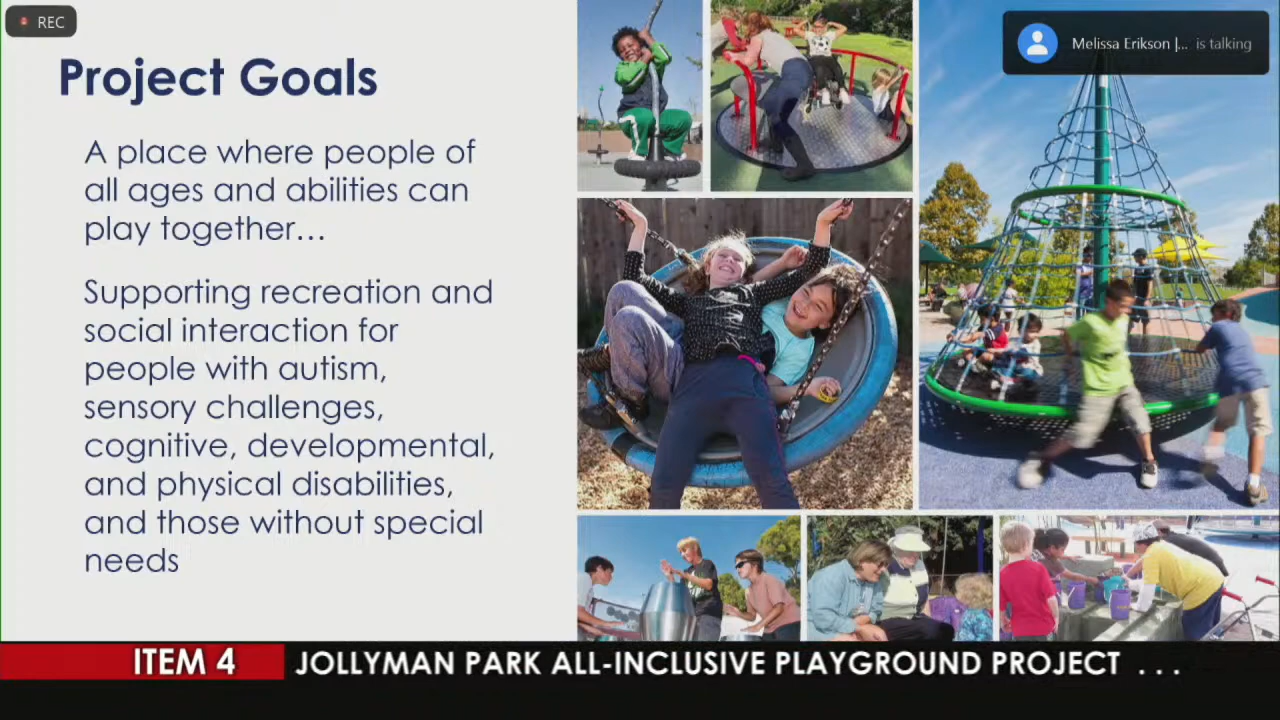 REC
Melissa Erikson |... is talking
Project Goals
A place where people of
all ages and abilities can
play together...
Supporting recreation and
social interaction for
people with autism,
sensory challenges,
cognitive, developmental,
and physical disabilities,
and those without special
needs
ITEM 4
JOLLYMAN PARK ALL-INCLUSIVE PLAYGROUND PROJECT . . .